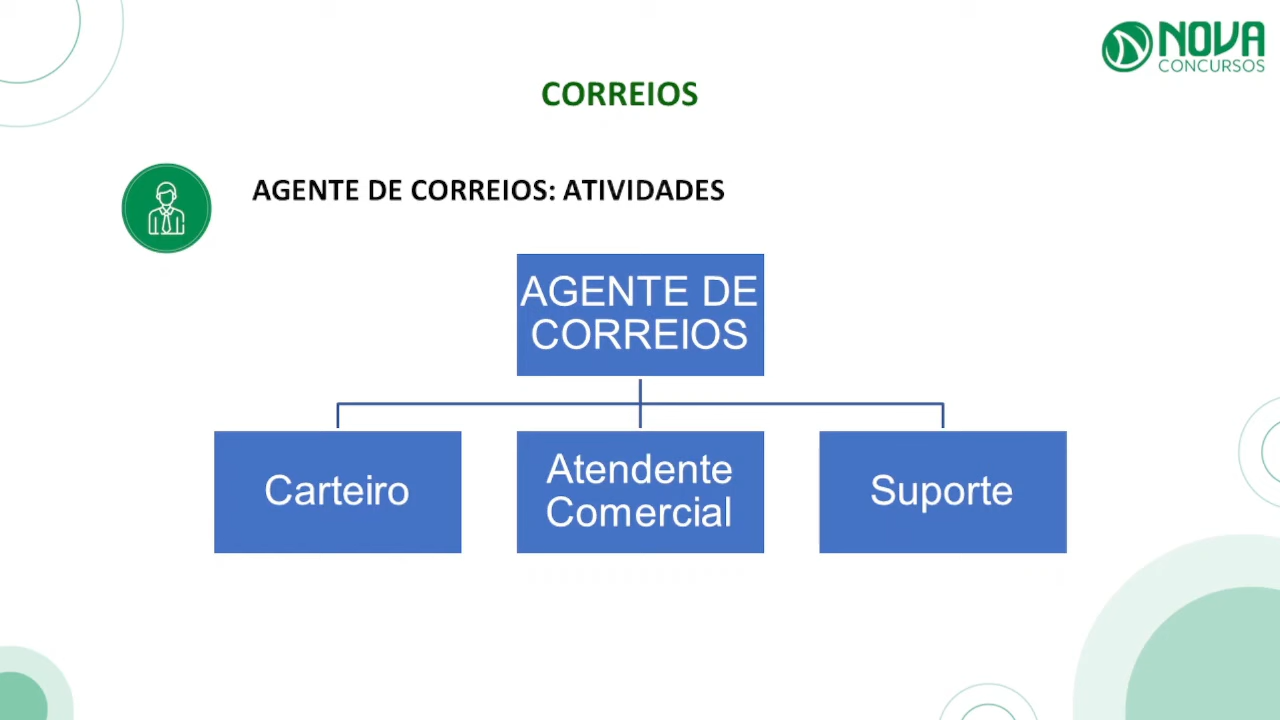 NOVA
CONCURSOS
CORREIOS
AGENTE DE CORREIOS: ATIVIDADES
AGENTE DE
CORREIOS
Carteiro
Atendente
Comercial
Suporte